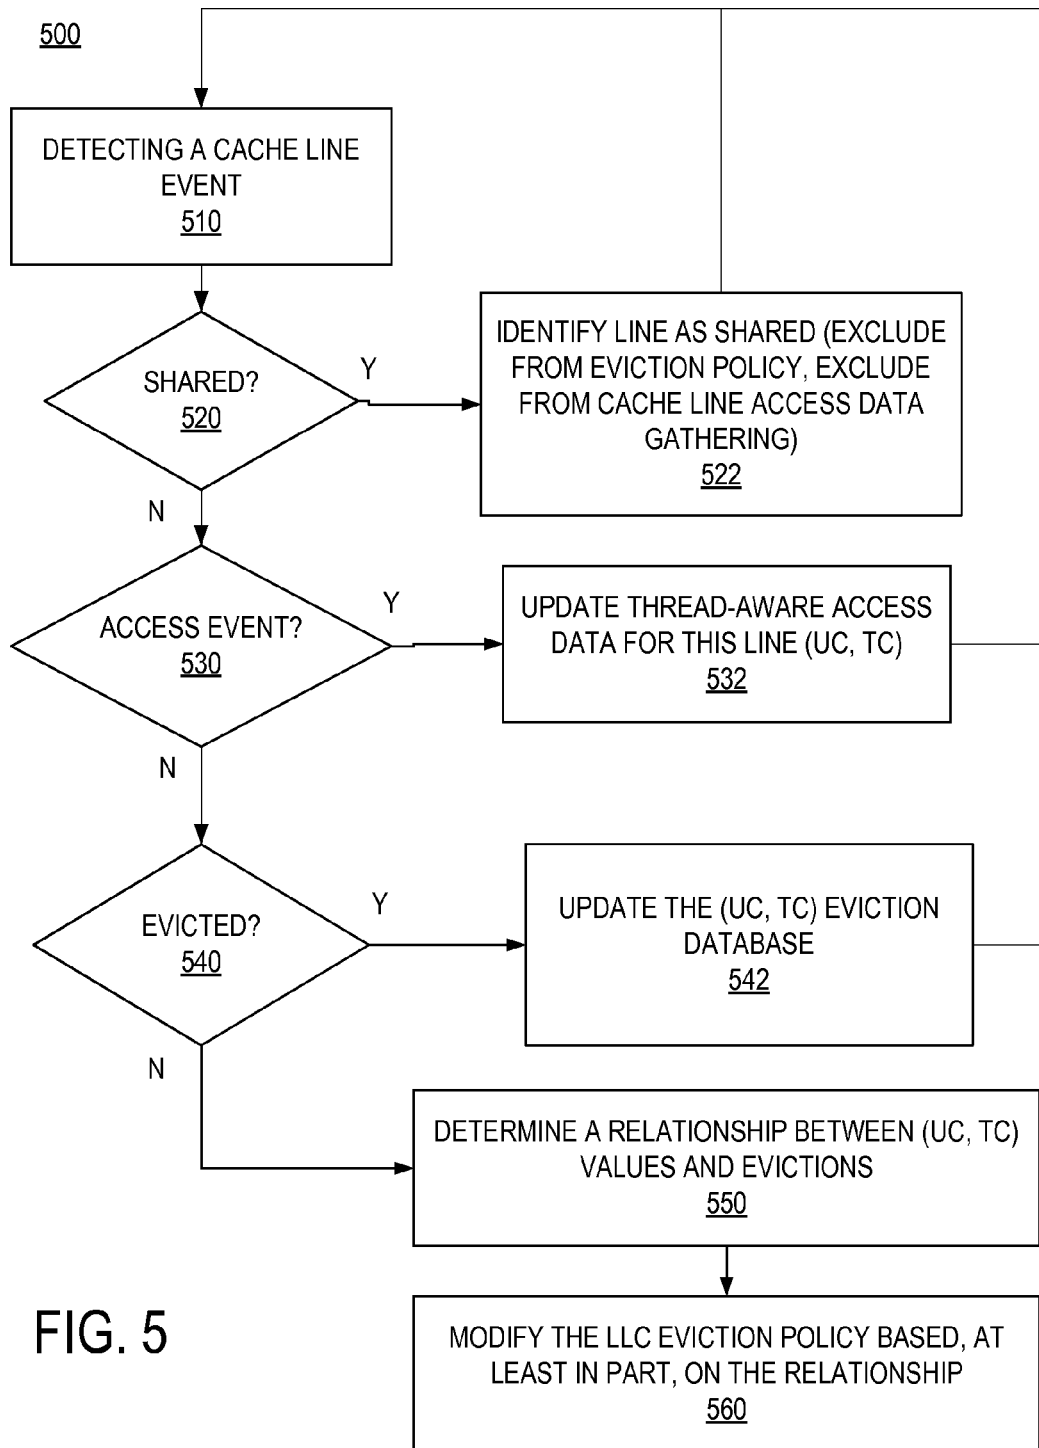 500
DETECTING A CACHE LINE
EVENT
510
SHARED?
520
Y
N
IDENTIFY LINE AS SHARED (EXCLUDE
FROM EVICTION POLICY, EXCLUDE
FROM CACHE LINE ACCESS DATA
GATHERING)
522
ACCESS EVENT?
530
Y
N
UPDATE THREAD-AWARE ACCESS
DATA FOR THIS LINE (UC, TC)
532
EVICTED?
540
Y
N
UPDATE THE (UC, TC) EVICTION
DATABASE
542
DETERMINE A RELATIONSHIP BETWEEN (UC, TC)
VALUES AND EVICTIONS
550
MODIFY THE LLC EVICTION POLICY BASED, AT
LEAST IN PART, ON THE RELATIONSHIP
560
FIG. 5